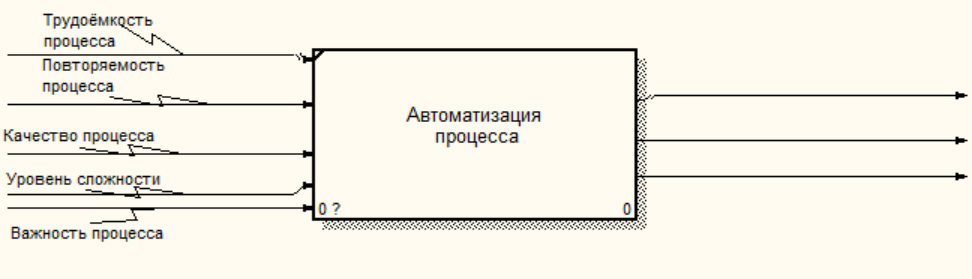 Трудоёмкость
процесса
Повторяемость
процесса
Качество процесса
Уровень сложности
Важность процесса
Автоматизация
процесса
0 ?
0